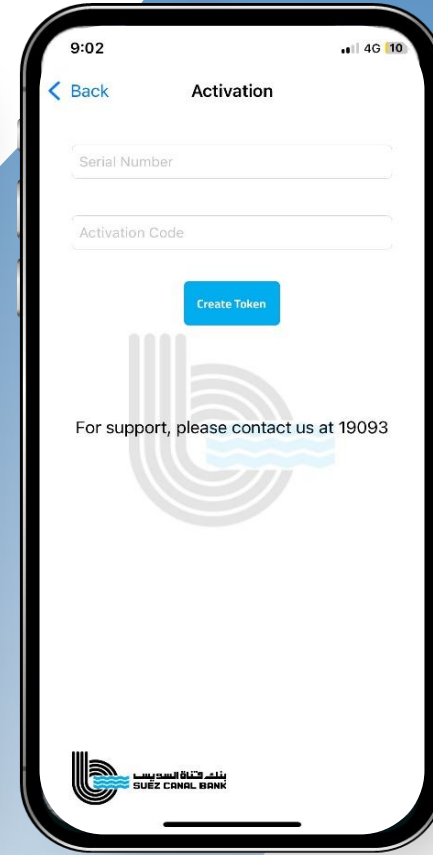 9:02
4G 10
Back
Activation
Serial Number
Activation Code
Create Token
For support, please contact us at 19093
بنك قناة السويس
SUEZ CANAL BANK